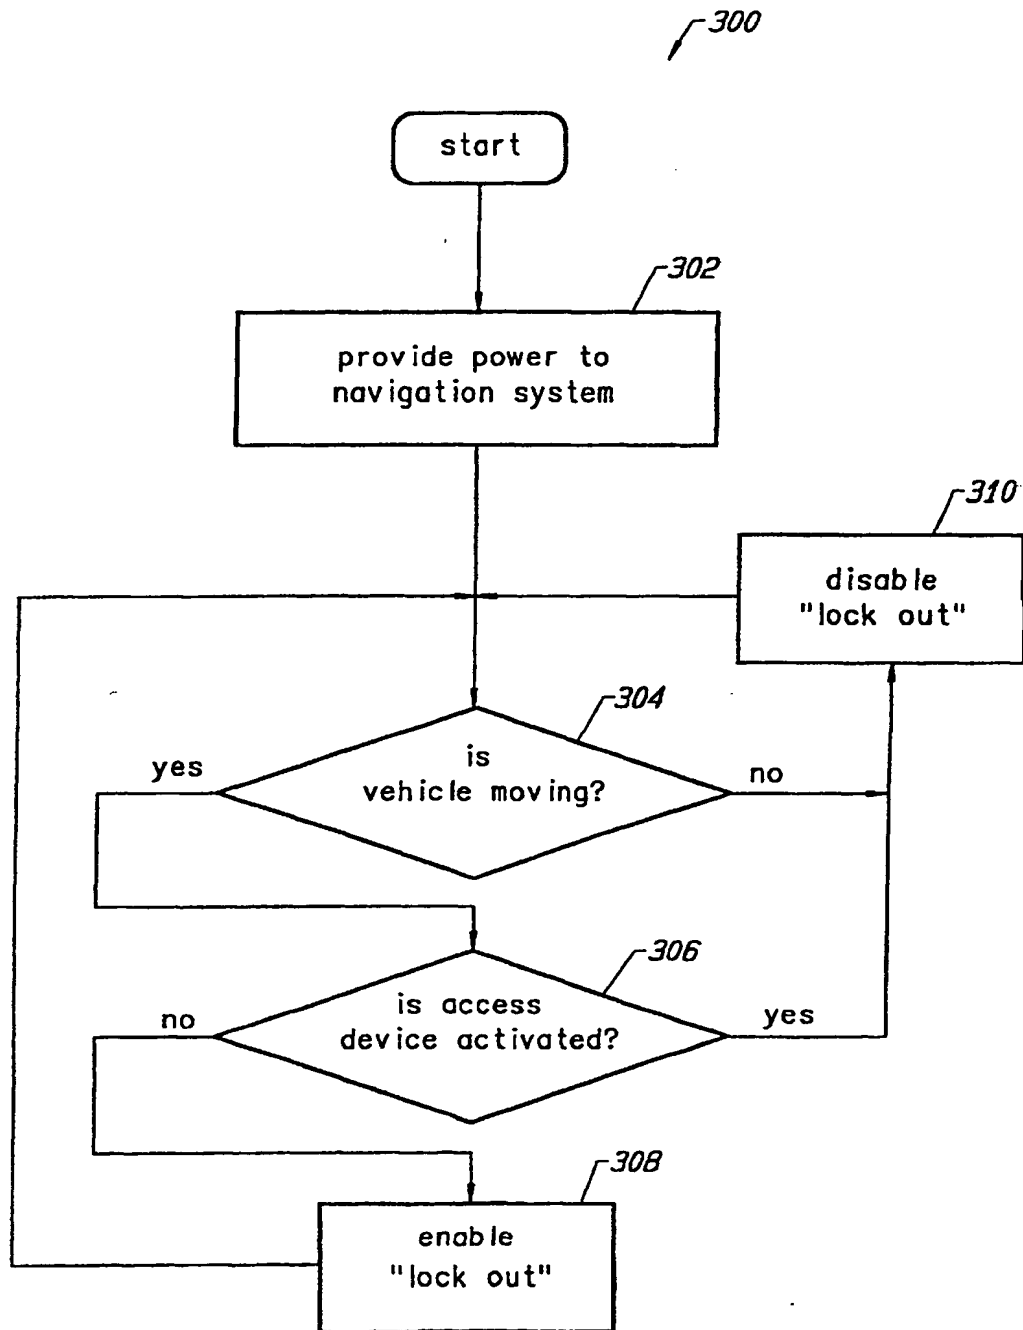 300
start
302
provide power to
navigation system
310
disable
"lock out"
304
is
vehicle moving?
yes
no
306
is access
device activated?
no
yes
308
enable
"lock out"